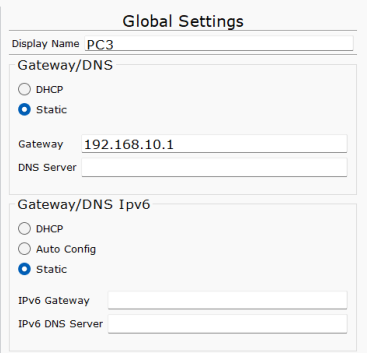 Global Settings
Display Name PC3
Gateway/DNS
DHCP
Static
Gateway 192.168.10.1
DNS Server
Gateway/DNS Ipv6
DHCP
Auto Config
Static
IPv6 Gateway
IPv6 DNS Server